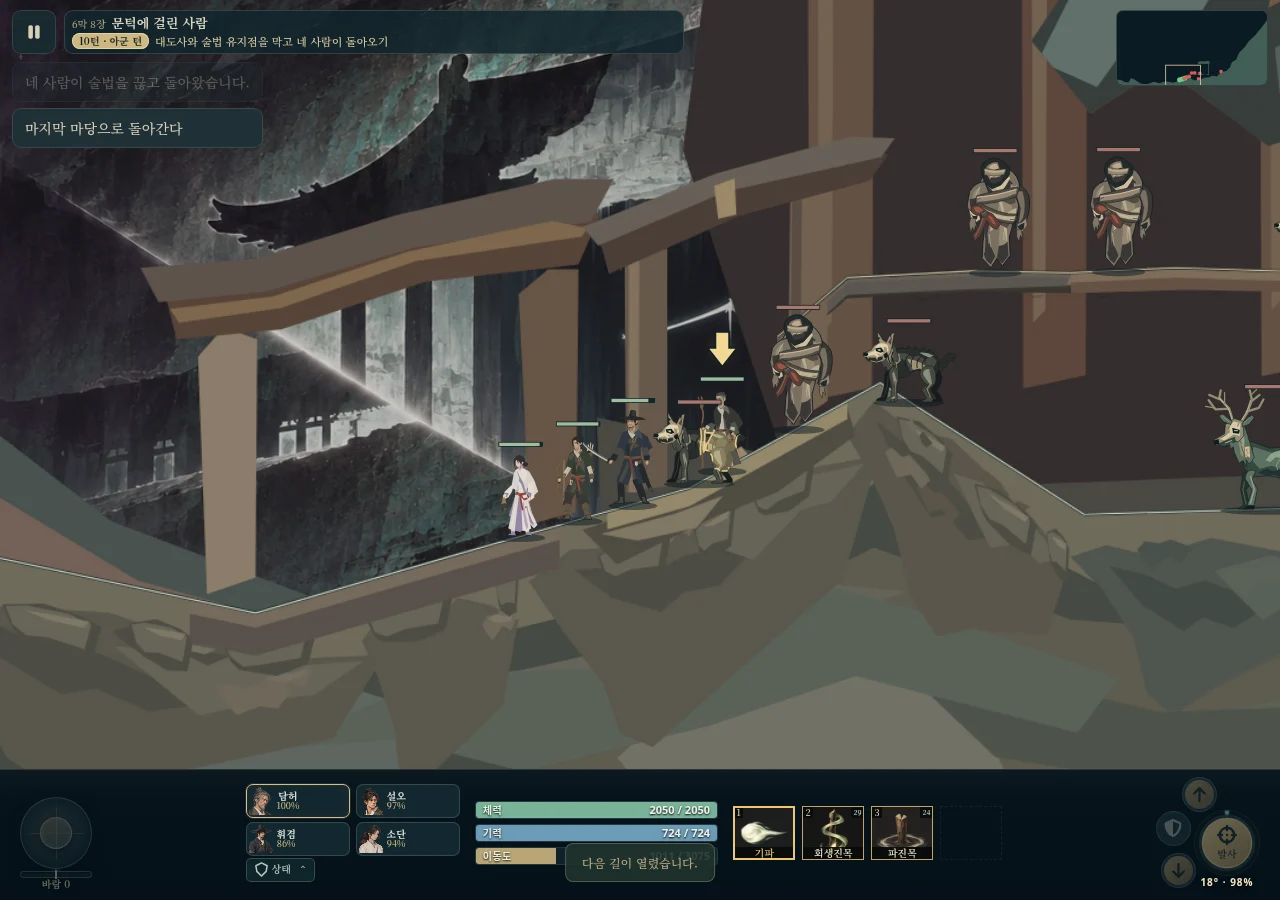 6막 8장 문턱에 걸린 사람
10턴 · 아군 턴 대도사와 술법 유지점을 막고 네 사람이 돌아오기
네 사람이 술법을 끊고 돌아왔습니다.
마지막 마당으로 돌아간다
담허
100%
설오
97%
휘겸
86%
소단
94%
상태
체력 2050 / 2050
기력 724 / 724
이동도
다음 길이 열렸습니다.
1
기파
2
29
회생진목
3
24
파진목
바람 0
발사
18° · 98%